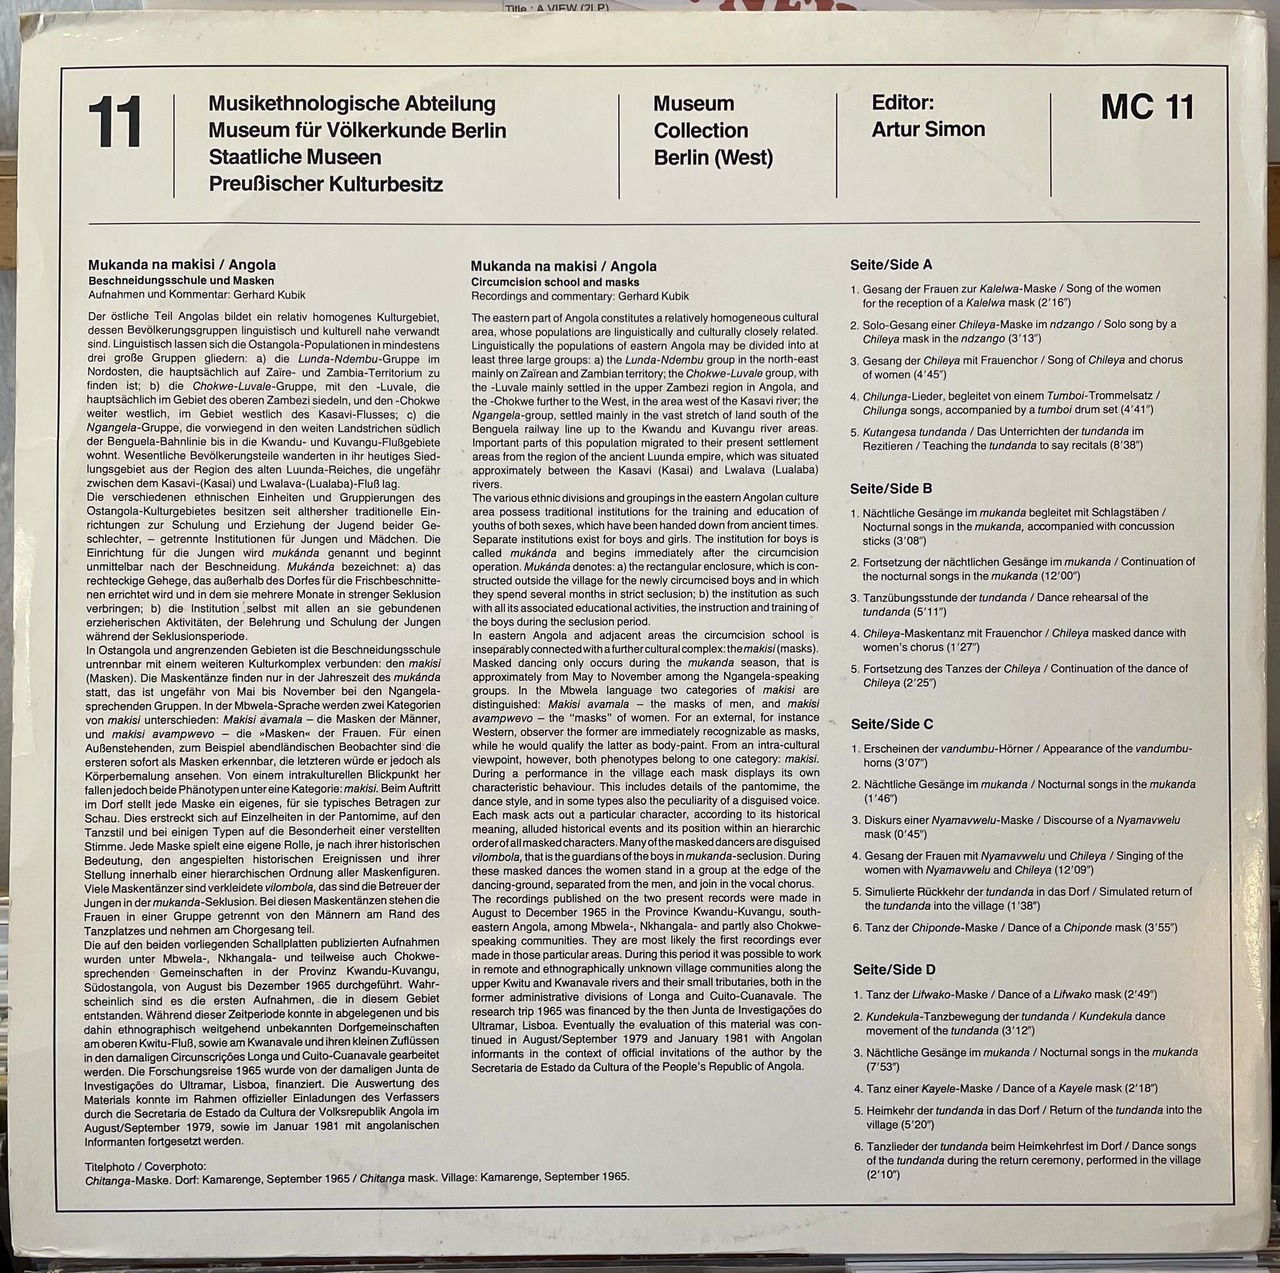 Title : A VIEW (2LP)
11
Musikethnologische Abteilung
Museum für Völkerkunde Berlin
Staatliche Museen
Preußischer Kulturbesitz
Museum
Collection
Berlin (West)
Editor:
Artur Simon
MC 11
Mukanda na makisi / Angola
Beschneidungsschule und Masken
Aufnahmen und Kommentar: Gerhard Kubik
Der östliche Teil Angolas bildet ein relativ homogenes Kulturgebiet,
dessen Bevölkerungsgruppen linguistisch und kulturell nahe verwandt
sind. Linguistisch lassen sich die Ostangola-Populationen in mindestens
drei große Gruppen gliedern: a) die Lunda-Ndembu-Gruppe im
Nordosten, die hauptsächlich auf Zaïre- und Zambia-Territorium zu
finden ist; b) die Chokwe-Luvale-Gruppe, mit den -Luvale, die
hauptsächlich im Gebiet des oberen Zambezi siedeln, und den -Chokwe
weiter westlich, im Gebiet westlich des Kasavi-Flusses; c) die
Ngangela-Gruppe, die vorwiegend in den weiten Landstrichen südlich
der Benguela-Bahnlinie bis in die Kwandu- und Kuvangu-Flußgebiete
wohnt. Wesentliche Bevölkerungsteile wanderten in ihr heutiges Sied-
lungsgebiet aus der Region des alten Luunda-Reiches, die ungefähr
zwischen dem Kasavi-(Kasai) und Lwalava-(Lualaba)-Fluß lag.
Die verschiedenen ethnischen Einheiten und Gruppierungen des
Ostangola-Kulturgebietes besitzen seit althersher traditionelle Ein-
richtungen zur Schulung und Erziehung der Jugend beider Ge-
schlechter, – getrennte Institutionen für Jungen und Mädchen. Die
Einrichtung für die Jungen wird mukánda genannt und beginnt
unmittelbar nach der Beschneidung. Mukánda bezeichnet: a) das
rechteckige Gehege, das außerhalb des Dorfes für die Frischbeschnitte-
nen errichtet wird und in dem sie mehrere Monate in strenger Seklusion
verbringen; b) die Institution selbst mit allen an sie gebundenen
erzieherischen Aktivitäten, der Belehrung und Schulung der Jungen
während der Seklusionsperiode.
In Ostangola und angrenzenden Gebieten ist die Beschneidungsschule
untrennbar mit einem weiteren Kulturkomplex verbunden: den makisi
(Masken). Die Maskentänze finden nur in der Jahreszeit des mukánda
statt, das ist ungefähr von Mai bis November bei den Ngangela-
sprechenden Gruppen. In der Mbwela-Sprache werden zwei Kategorien
von makisi unterschieden: Makisi avamala – die Masken der Männer,
und makisi avampwevo – die »Masken« der Frauen. Für einen
Außenstehenden, zum Beispiel abendländischen Beobachter sind die
ersteren sofort als Masken erkennbar, die letzteren würde er jedoch als
Körperbemalung ansehen. Von einem intrakulturellen Blickpunkt her
fallen jedoch beide Phänotypen unter eine Kategorie: makisi. Beim Auftritt
im Dorf stellt jede Maske ein eigenes, für sie typisches Betragen zur
Schau. Dies erstreckt sich auf Einzelheiten in der Pantomime, auf den
Tanzstil und bei einigen Typen auf die Besonderheit einer verstellten
Stimme. Jede Maske spielt eine eigene Rolle, je nach ihrer historischen
Bedeutung, den angespielten historischen Ereignissen und ihrer
Stellung innerhalb einer hierarchischen Ordnung aller Maskenfiguren.
Viele Maskentänzer sind verkleidete vilombola, das sind die Betreuer der
Jungen in der mukanda-Seklusion. Bei diesen Maskentänzen stehen die
Frauen in einer Gruppe getrennt von den Männern am Rand des
Tanzplatzes und nehmen am Chorgesang teil.
Die auf den beiden vorliegenden Schallplatten publizierten Aufnahmen
wurden unter Mbwela-, Nkhangala- und teilweise auch Chokwe-
sprechenden Gemeinschaften in der Provinz Kwandu-Kuvangu,
Südostangola, von August bis Dezember 1965 durchgeführt. Wahr-
scheinlich sind es die ersten Aufnahmen, die in diesem Gebiet
entstanden. Während dieser Zeitperiode konnte in abgelegenen und bis
dahin ethnographisch weitgehend unbekannten Dorfgemeinschaften
am oberen Kwitu-Fluß, sowie am Kwanavale und ihren kleinen Zuflüssen
in den damaligen Circunscrições Longa und Cuito-Cuanavale gearbeitet
werden. Die Forschungsreise 1965 wurde von der damaligen Junta de
Investigações do Ultramar, Lisboa, finanziert. Die Auswertung des
Materials konnte im Rahmen offizieller Einladungen des Verfassers
durch die Secretaria de Estado da Cultura der Volksrepublik Angola im
August/September 1979, sowie im Januar 1981 mit angolanischen
Informanten fortgesetzt werden.
Titelphoto / Coverphoto:
Chitanga-Maske. Dorf: Kamarenge, September 1965 / Chitanga mask. Village: Kamarenge, September 1965.
Mukanda na makisi / Angola
Circumcision school and masks
Recordings and commentary: Gerhard Kubik
The eastern part of Angola constitutes a relatively homogeneous cultural
area, whose populations are linguistically and culturally closely related.
Linguistically the populations of eastern Angola may be divided into at
least three large groups: a) the Lunda-Ndembu group in the north-east
mainly on Zaïrean and Zambian territory; the Chokwe-Luvale group, with
the -Luvale mainly settled in the upper Zambezi region in Angola, and
the -Chokwe further to the West, in the area west of the Kasavi river; the
Ngangela-group, settled mainly in the vast stretch of land south of the
Benguela railway line up to the Kwandu and Kuvangu river areas.
Important parts of this population migrated to their present settlement
areas from the region of the ancient Luunda empire, which was situated
approximately between the Kasavi (Kasai) and Lwalava (Lualaba)
rivers.
The various ethnic divisions and groupings in the eastern Angolan culture
area possess traditional institutions for the training and education of
youths of both sexes, which have been handed down from ancient times.
Separate institutions exist for boys and girls. The institution for boys is
called mukánda and begins immediately after the circumcision
operation. Mukánda denotes: a) the rectangular enclosure, which is con-
structed outside the village for the newly circumcised boys and in which
they spend several months in strict seclusion; b) the institution as such
with all its associated educational activities, the instruction and training of
the boys during the seclusion period.
In eastern Angola and adjacent areas the circumcision school is
inseparably connected with a further cultural complex: the makisi (masks).
Masked dancing only occurs during the mukanda season, that is
approximately from May to November among the Ngangela-speaking
groups. In the Mbwela language two categories of makisi are
distinguished: Makisi avamala – the masks of men, and makisi
avampwevo – the “masks” of women. For an external, for instance
Western, observer the former are immediately recognizable as masks,
while he would qualify the latter as body-paint. From an intra-cultural
viewpoint, however, both phenotypes belong to one category: makisi.
During a performance in the village each mask displays its own
characteristic behaviour. This includes details of the pantomime, the
dance style, and in some types also the peculiarity of a disguised voice.
Each mask acts out a particular character, according to its historical
meaning, alluded historical events and its position within an hierarchic
order of all masked characters. Many of the masked dancers are disguised
vilombola, that is the guardians of the boys in mukanda-seclusion. During
these masked dances the women stand in a group at the edge of the
dancing-ground, separated from the men, and join in the vocal chorus.
The recordings published on the two present records were made in
August to December 1965 in the Province Kwandu-Kuvangu, south-
eastern Angola, among Mbwela-, Nkhangala- and partly also Chokwe-
speaking communities. They are most likely the first recordings ever
made in those particular areas. During this period it was possible to work
in remote and ethnographically unknown village communities along the
upper Kwitu and Kwanavale rivers and their small tributaries, both in the
former administrative divisions of Longa and Cuito-Cuanavale. The
research trip 1965 was financed by the then Junta de Investigações do
Ultramar, Lisboa. Eventually the evaluation of this material was con-
tinued in August/September 1979 and January 1981 with Angolan
informants in the context of official invitations of the author by the
Secretaria de Estado da Cultura of the People's Republic of Angola.
Seite/Side A
1. Gesang der Frauen zur Kalelwa-Maske / Song of the women
for the reception of a Kalelwa mask (2'16")
2. Solo-Gesang einer Chileya-Maske im ndzango / Solo song by a
Chileya mask in the ndzango (3'13")
3. Gesang der Chileya mit Frauenchor / Song of Chileya and chorus
of women (4'45")
4. Chilunga-Lieder, begleitet von einem Tumboi-Trommelsatz /
Chilunga songs, accompanied by a tumboi drum set (4'41")
5. Kutangesa tundanda / Das Unterrichten der tundanda im
Rezitieren / Teaching the tundanda to say recitals (8'38")
Seite/Side B
1. Nächtliche Gesänge im mukanda begleitet mit Schlagstäben /
Nocturnal songs in the mukanda, accompanied with concussion
sticks (3'08")
2. Fortsetzung der nächtlichen Gesänge im mukanda / Continuation of
the nocturnal songs in the mukanda (12'00")
3. Tanzübungsstunde der tundanda / Dance rehearsal of the
tundanda (5'11")
4. Chileya-Maskentanz mit Frauenchor / Chileya masked dance with
women's chorus (1'27")
5. Fortsetzung des Tanzes der Chileya / Continuation of the dance of
Chileya (2'25")
Seite/Side C
1. Erscheinen der vandumbu-Hörner / Appearance of the vandumbu-
horns (3'07")
2. Nächtliche Gesänge im mukanda / Nocturnal songs in the mukanda
(1'46")
3. Diskurs einer Nyamavwelu-Maske / Discourse of a Nyamavwelu
mask (0'45")
4. Gesang der Frauen mit Nyamavwelu und Chileya / Singing of the
women with Nyamavwelu and Chileya (12'09")
5. Simulierte Rückkehr der tundanda in das Dorf / Simulated return of
the tundanda into the village (1'38")
6. Tanz der Chiponde-Maske / Dance of a Chiponde mask (3'55")
Seite/Side D
1. Tanz der Lifwako-Maske / Dance of a Lifwako mask (2'49")
2. Kundekula-Tanzbewegung der tundanda / Kundekula dance
movement of the tundanda (3'12")
3. Nächtliche Gesänge im mukanda / Nocturnal songs in the mukanda
(7'53")
4. Tanz einer Kayele-Maske / Dance of a Kayele mask (2'18")
5. Heimkehr der tundanda in das Dorf / Return of the tundanda into the
village (5'20")
6. Tanzlieder der tundanda beim Heimkehrfest im Dorf / Dance songs
of the tundanda during the return ceremony, performed in the village
(2'10")